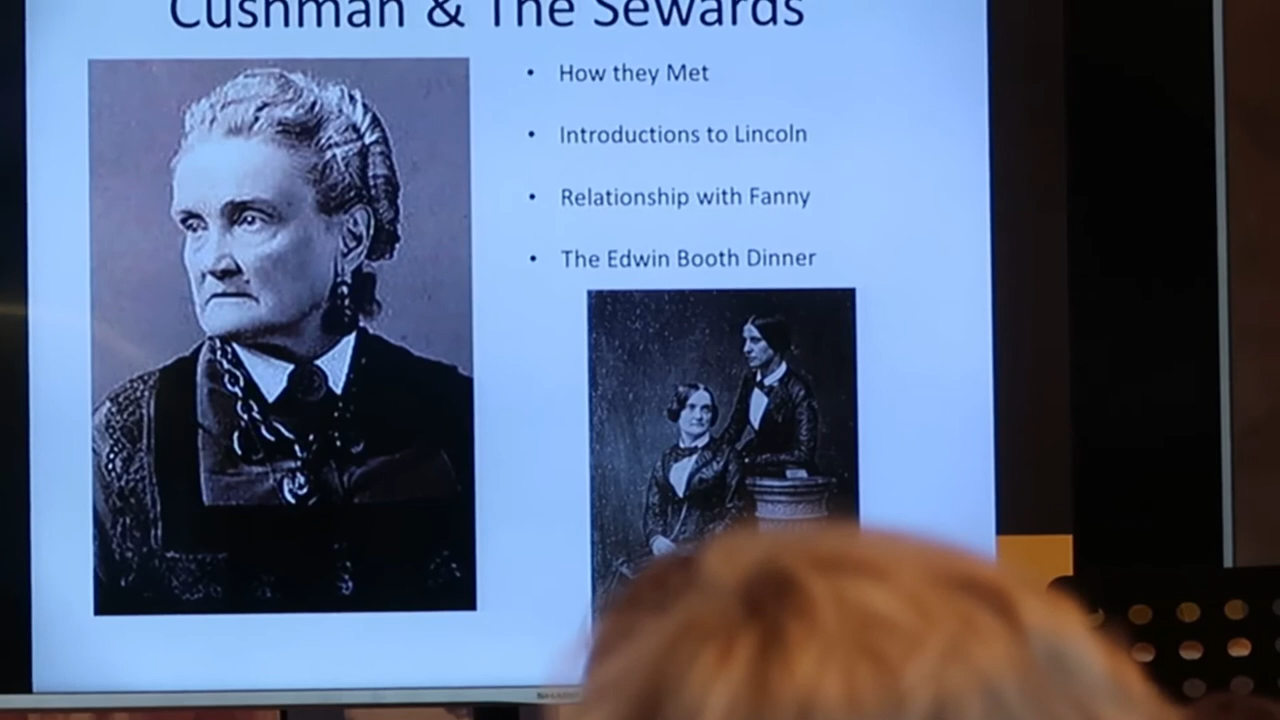 Cushman & The Sewards
• How they Met
• Introductions to Lincoln
• Relationship with Fanny
• The Edwin Booth Dinner